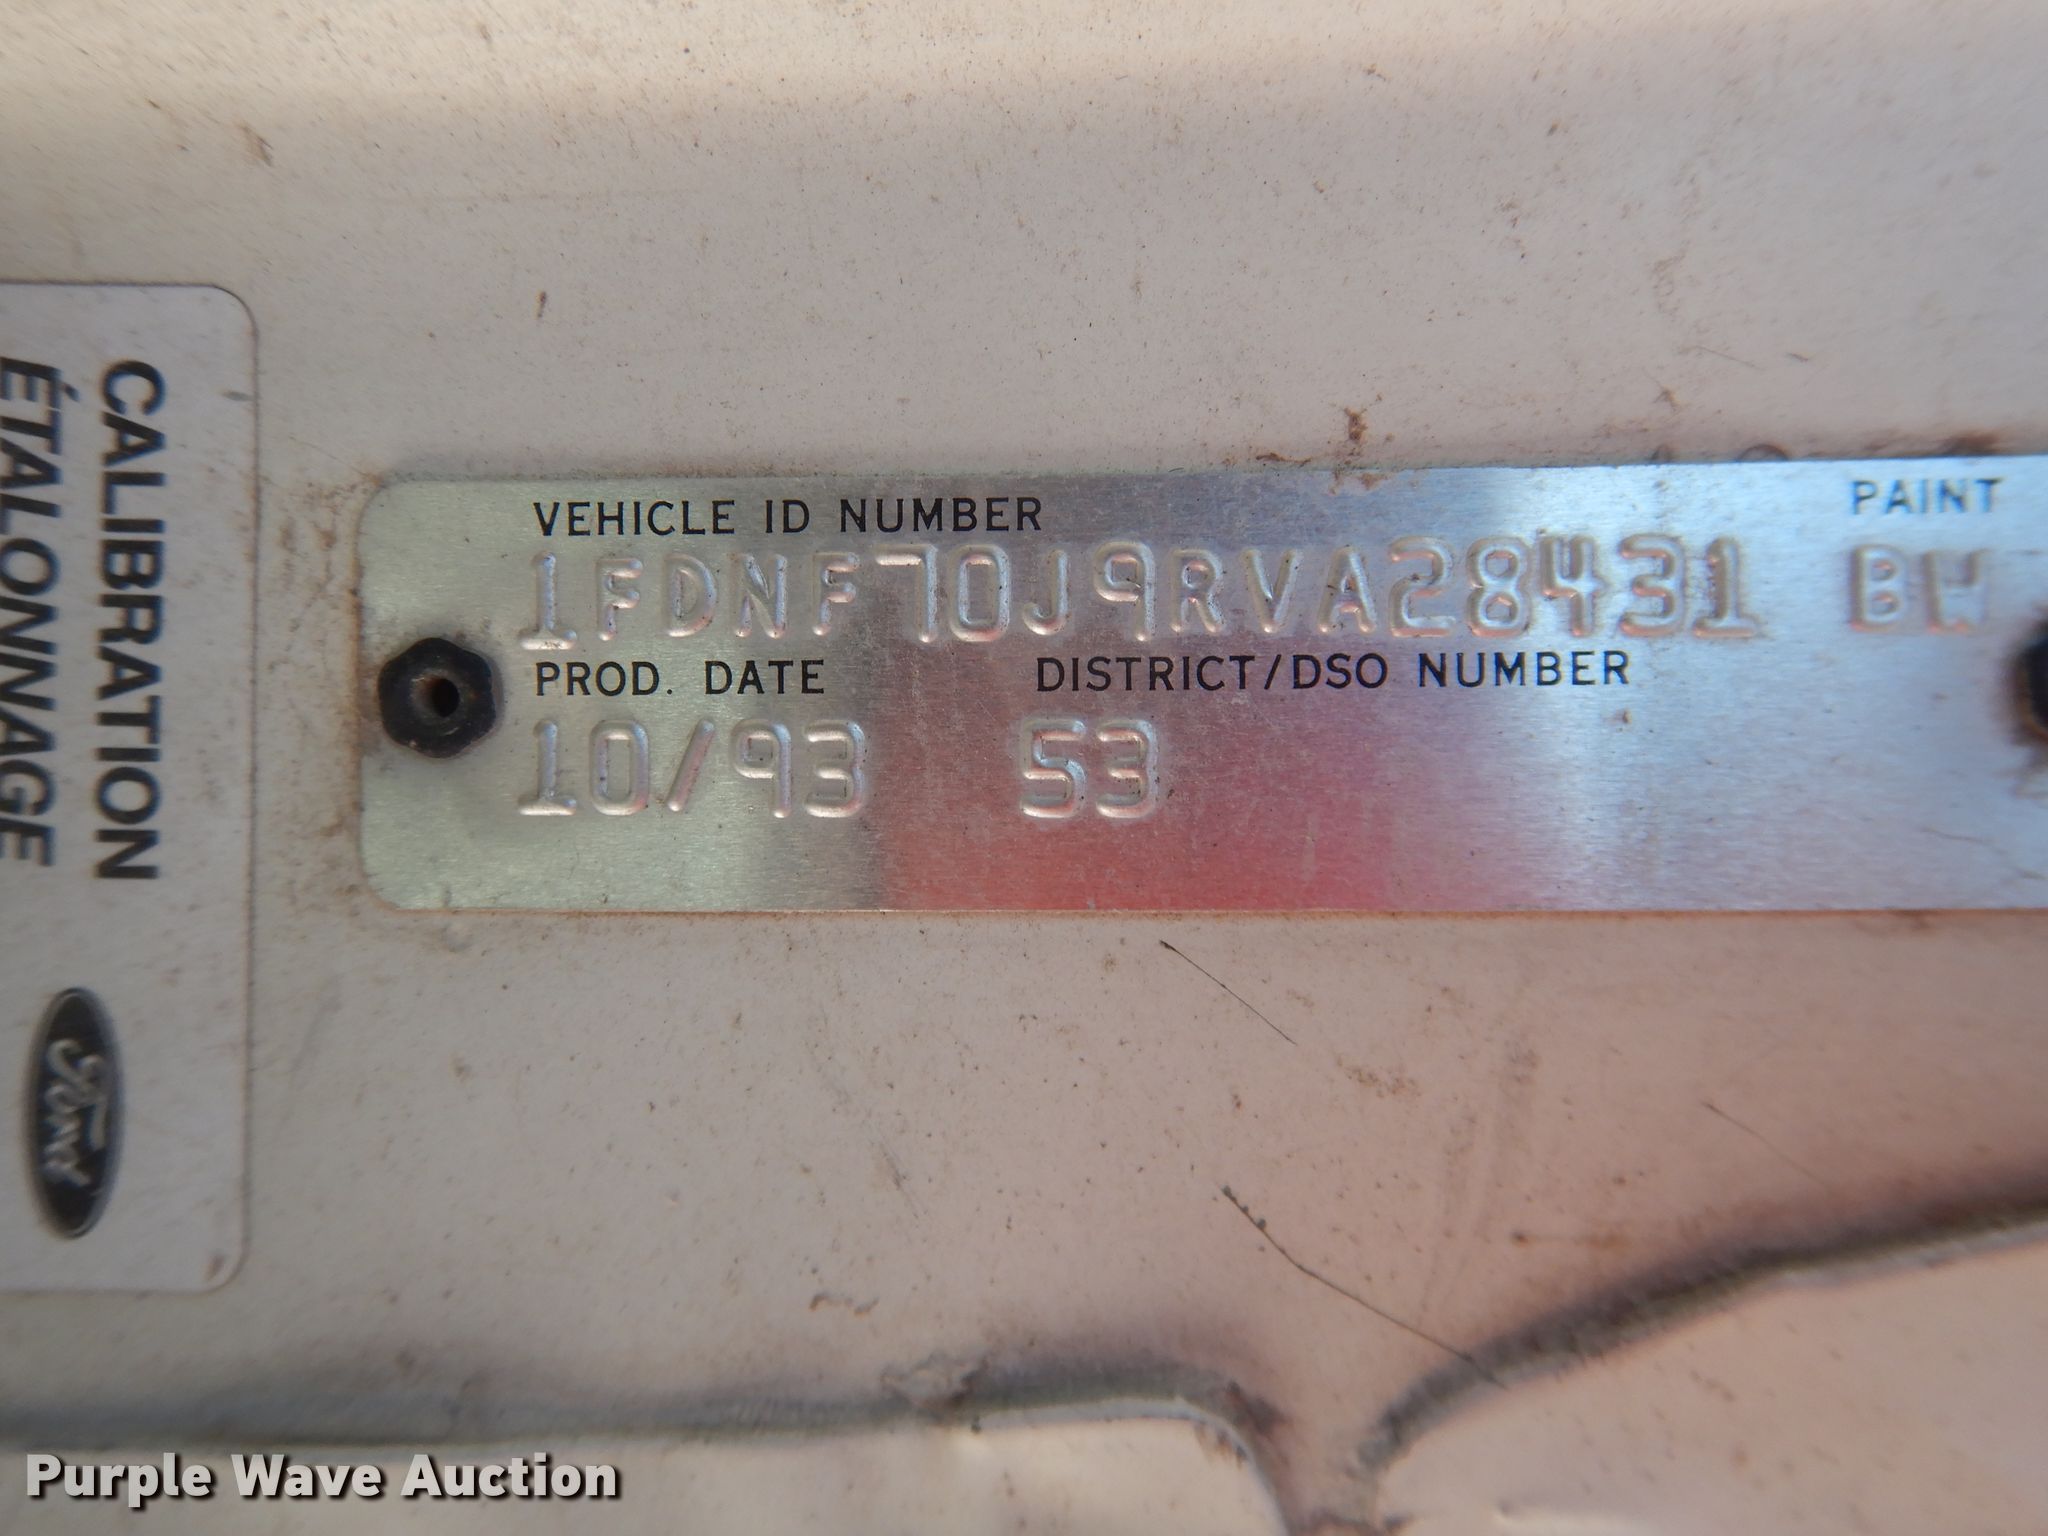 CALIBRATION
ÉTALONNAGE
Ford
VEHICLE ID NUMBER
1FDNF70J9RVA28431
PAINT
BW
PROD. DATE
10/93
DISTRICT/DSO NUMBER
53
Purple Wave Auction